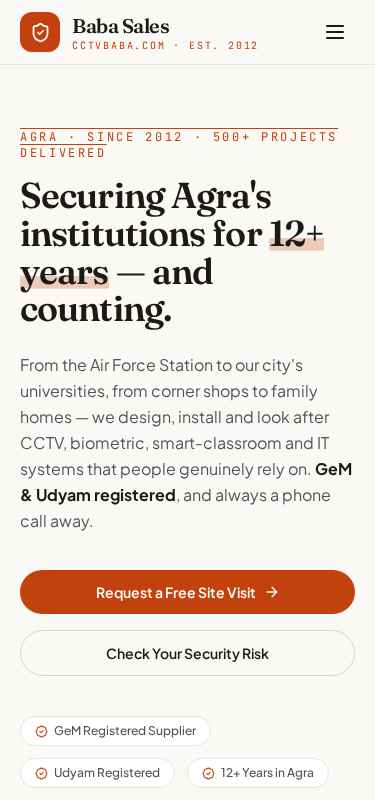 Baba Sales
CCTVBABA.COM · EST. 2012
AGRA · SINCE 2012 · 500+ PROJECTS
DELIVERED
Securing Agra's
institutions for 12+
years — and
counting.
From the Air Force Station to our city's
universities, from corner shops to family
homes — we design, install and look after
CCTV, biometric, smart-classroom and IT
systems that people genuinely rely on. GeM
& Udyam registered, and always a phone
call away.
Request a Free Site Visit →
Check Your Security Risk
GeM Registered Supplier
Udyam Registered
12+ Years in Agra